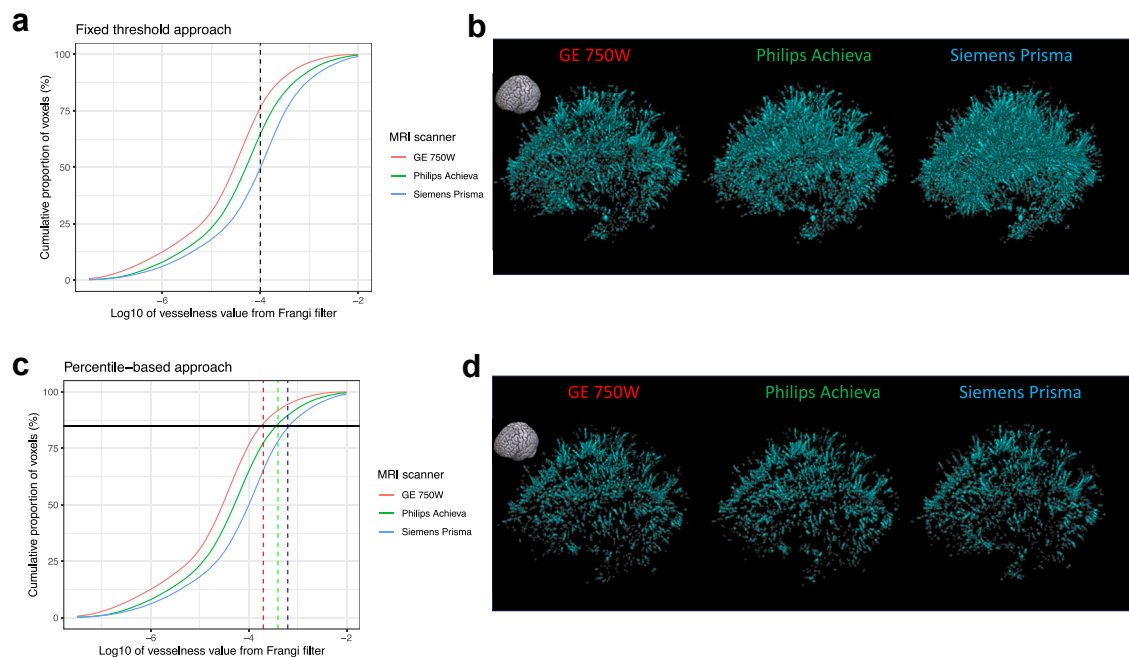 a
Fixed threshold approach
100
75
50
25
0
Cumulative proportion of voxels (%)
−6
−4
−2
Log10 of vesselness value from Frangi filter
MRI scanner
GE 750W
Philips Achieva
Siemens Prisma
b
GE 750W
Philips Achieva
Siemens Prisma
c
Percentile−based approach
100
75
50
25
0
Cumulative proportion of voxels (%)
−6
−4
−2
Log10 of vesselness value from Frangi filter
MRI scanner
GE 750W
Philips Achieva
Siemens Prisma
d
GE 750W
Philips Achieva
Siemens Prisma